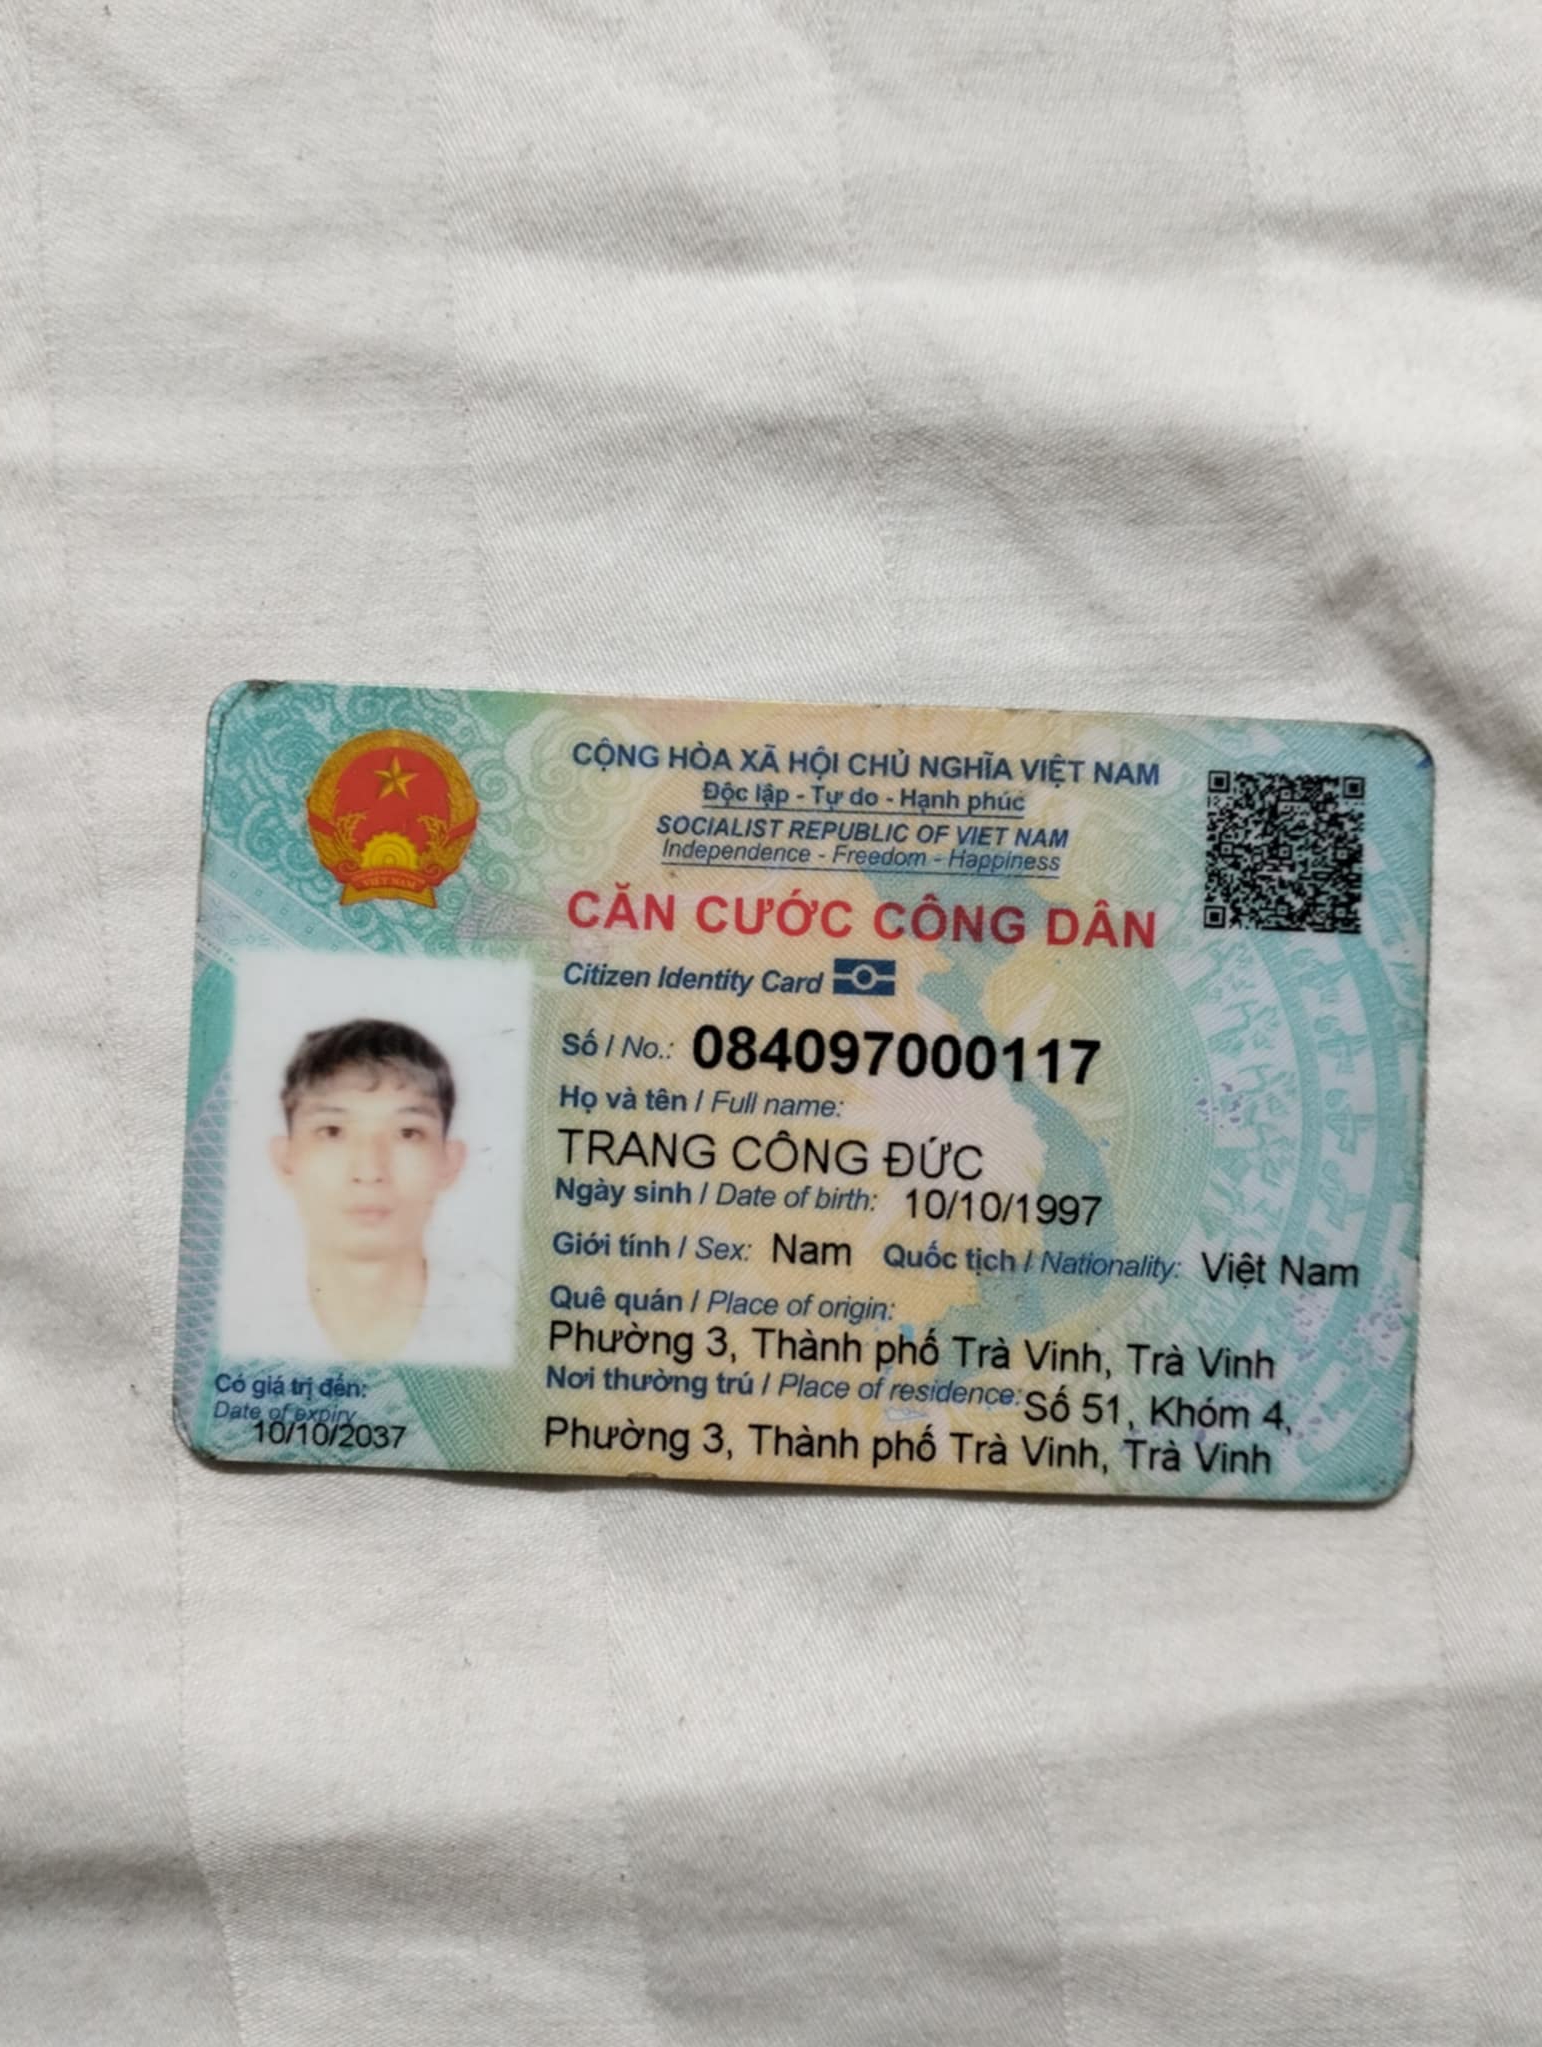 CỘNG HÒA XÃ HỘI CHỦ NGHĨA VIỆT NAM
Độc lập - Tự do - Hạnh phúc
SOCIALIST REPUBLIC OF VIET NAM
Independence - Freedom - Happiness
CĂN CƯỚC CÔNG DÂN
Citizen Identity Card
Số / No.: 084097000117
Họ và tên / Full name:
TRANG CÔNG ĐỨC
Ngày sinh / Date of birth: 10/10/1997
Giới tính / Sex: Nam Quốc tịch / Nationality: Việt Nam
Quê quán / Place of origin:
Phường 3, Thành phố Trà Vinh, Trà Vinh
Nơi thường trú / Place of residence: Số 51, Khóm 4,
Phường 3, Thành phố Trà Vinh, Trà Vinh
Có giá trị đến:
Date of expiry
10/10/2037
VIỆT NAM